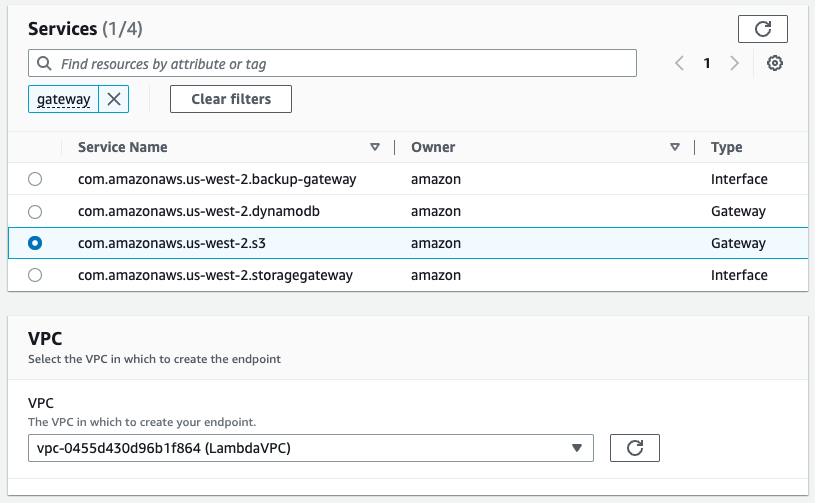 Services (1/4)
Find resources by attribute or tag
1
gateway
Clear filters
Service Name Owner Type
com.amazonaws.us-west-2.backup-gateway amazon Interface
com.amazonaws.us-west-2.dynamodb amazon Gateway
com.amazonaws.us-west-2.s3 amazon Gateway
com.amazonaws.us-west-2.storagegateway amazon Interface
VPC
Select the VPC in which to create the endpoint
VPC
The VPC in which to create your endpoint.
vpc-0455d430d96b1f864 (LambdaVPC)